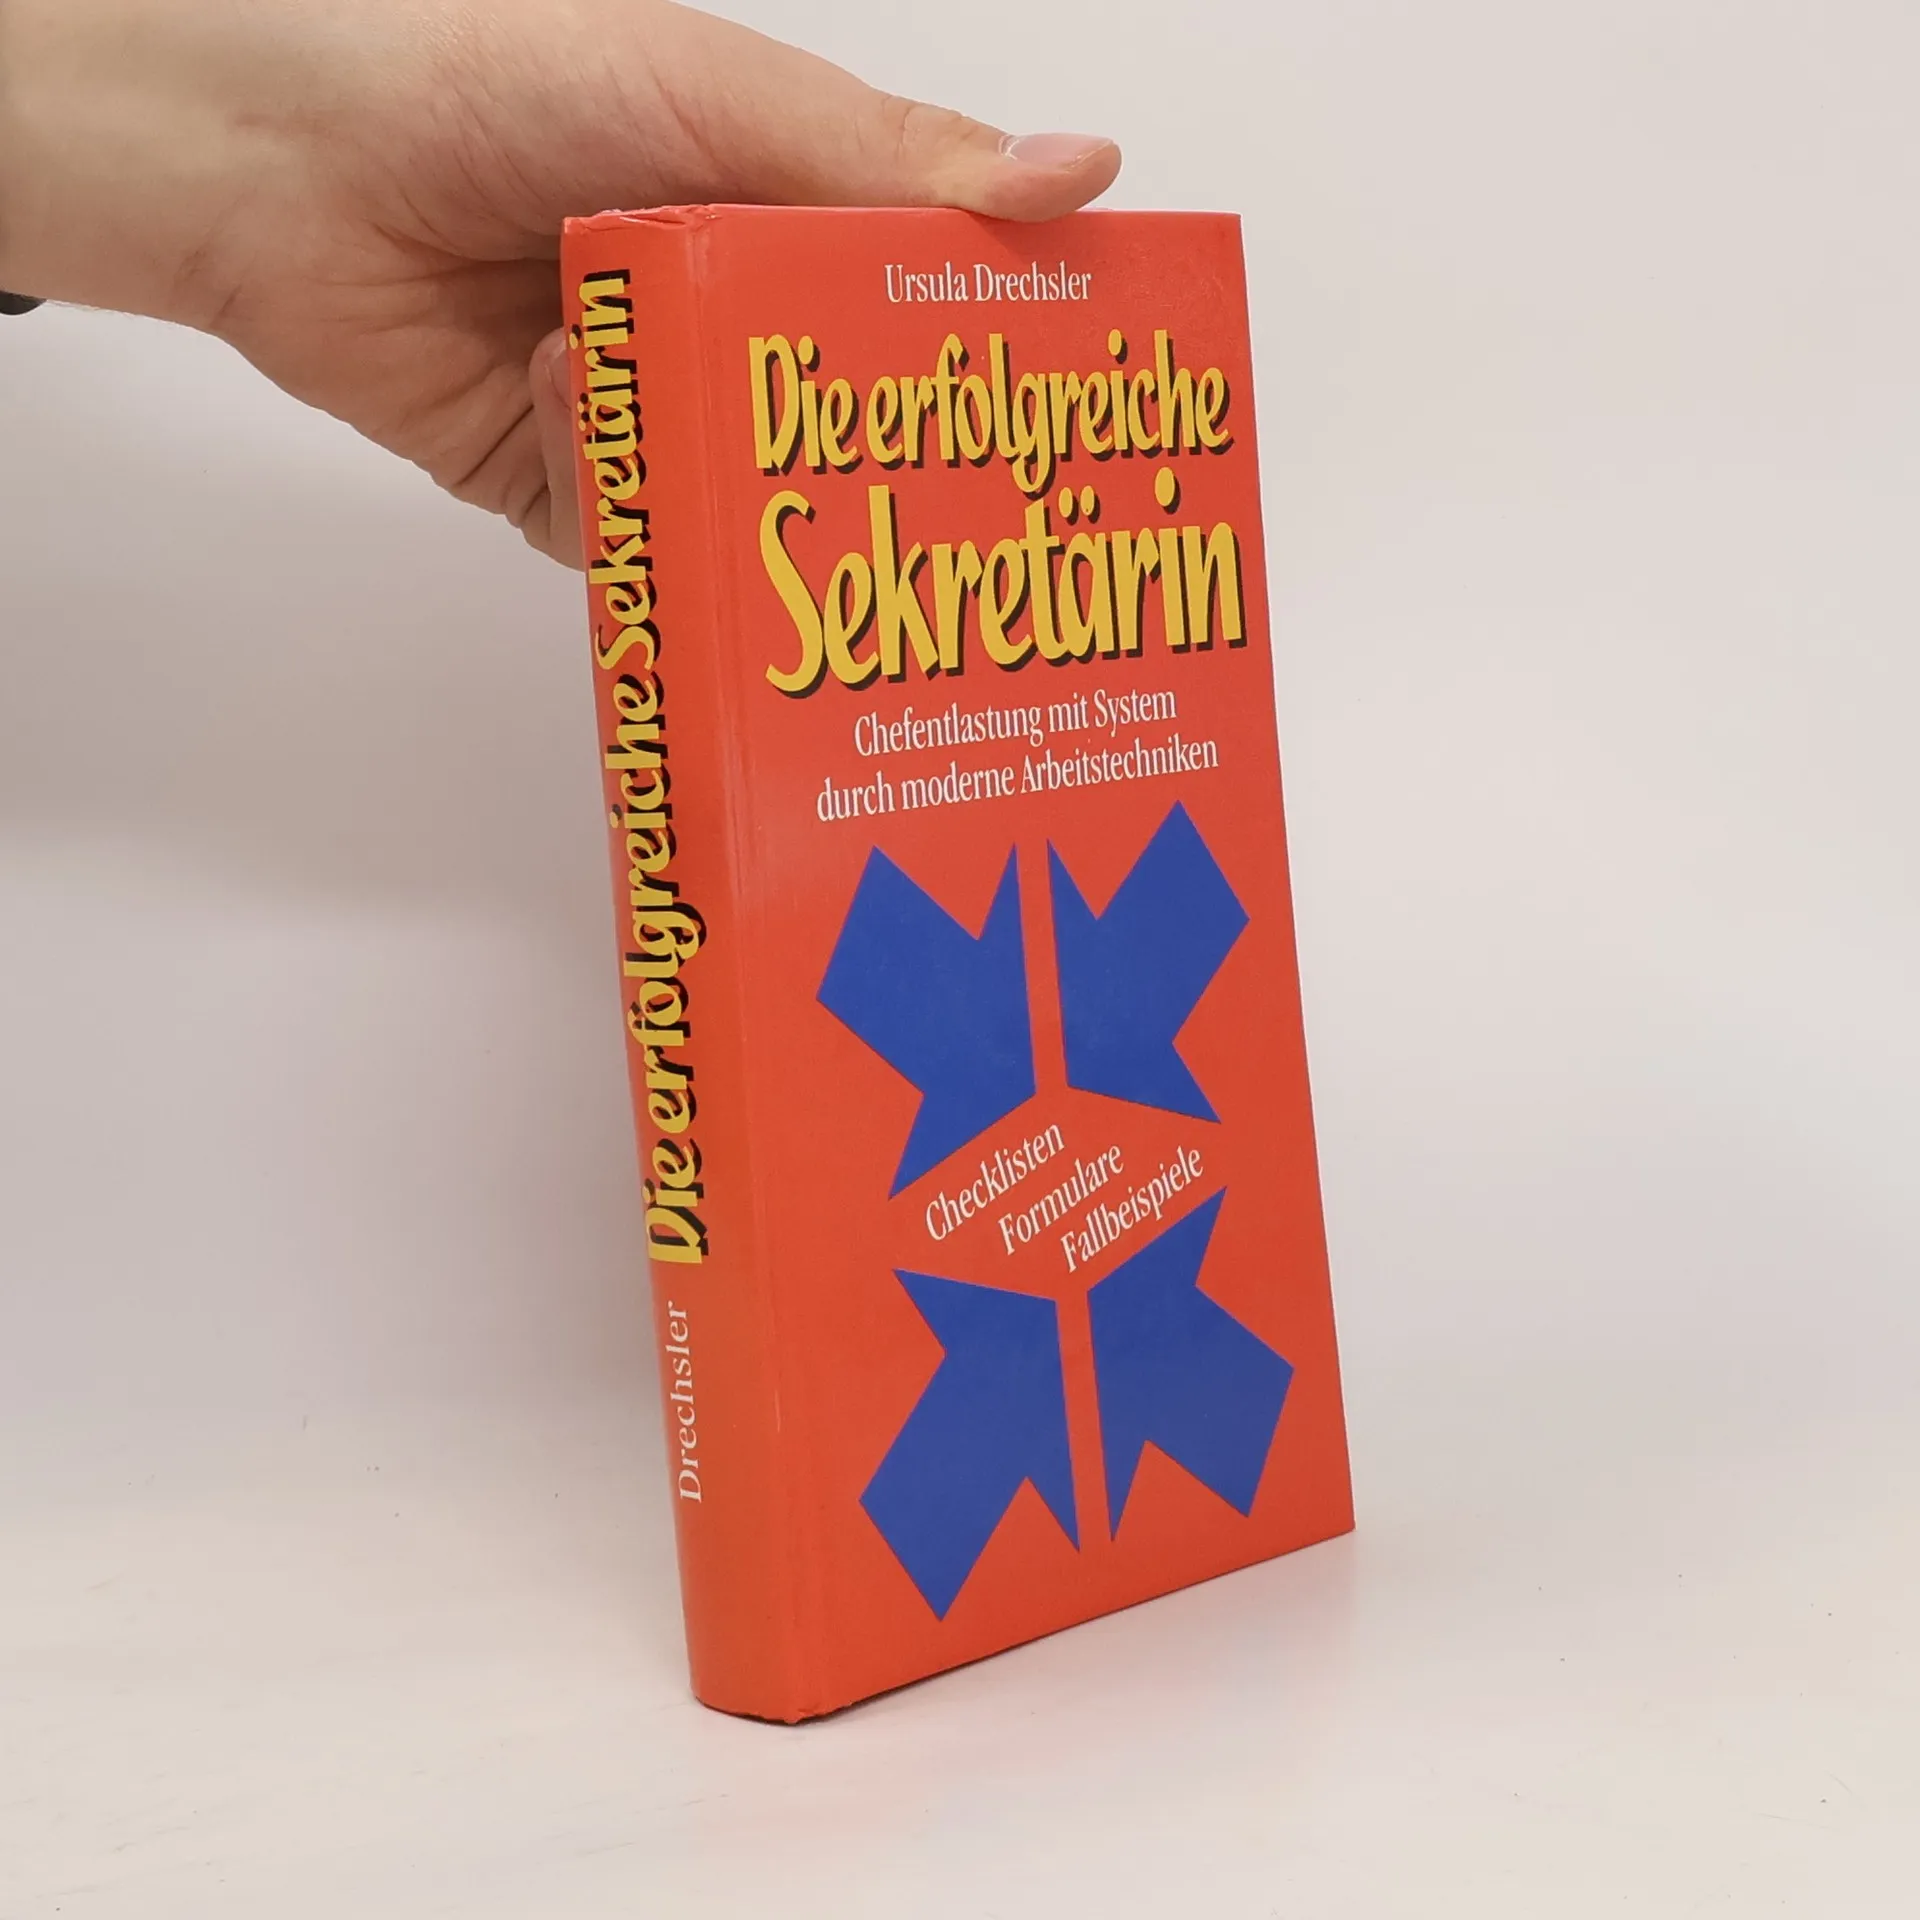 Ursula Drechsler
Die erfolgreiche
Sekretärin
Chefentlastung mit System
durch moderne Arbeitstechniken
Checklisten
Formulare
Fallbeispiele
Drechsler Die erfolgreiche Sekretärin